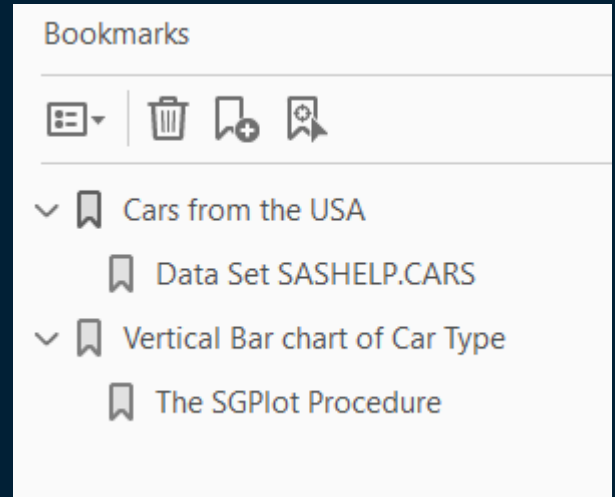 Bookmarks
Cars from the USA
Data Set SASHELP.CARS
Vertical Bar chart of Car Type
The SGPlot Procedure